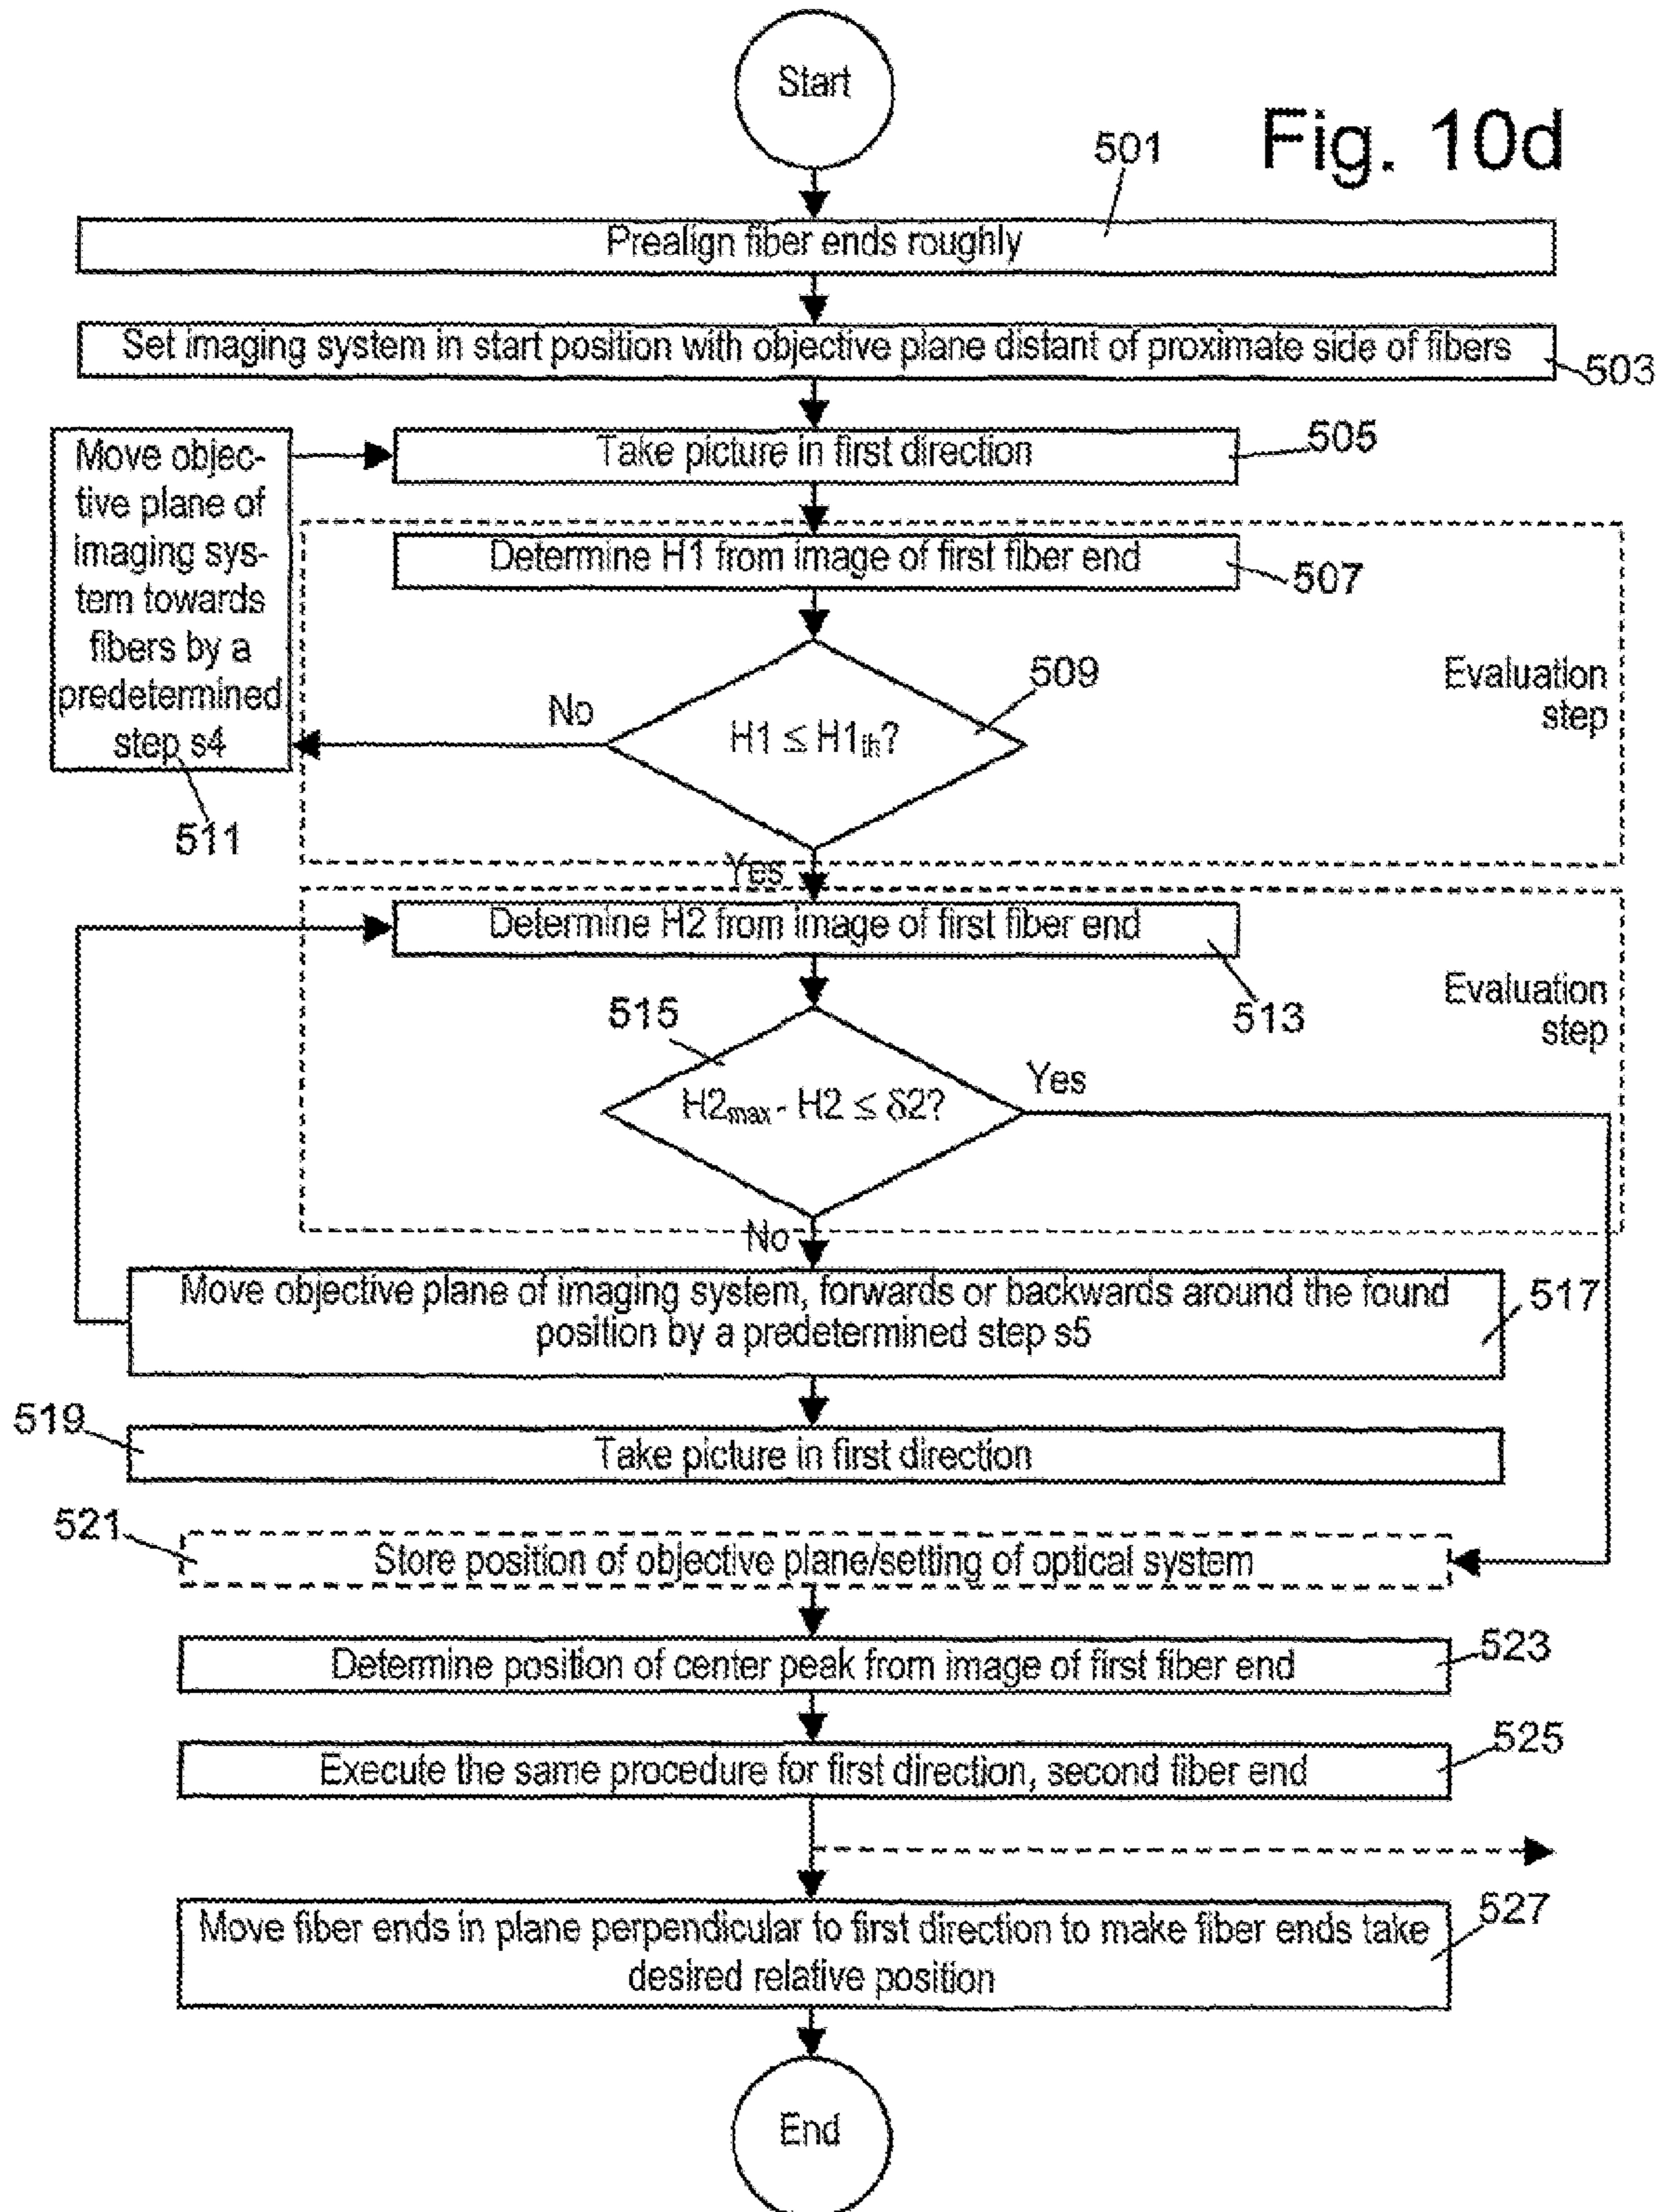 Start
Fig. 10d
501
Prealign fiber ends roughly
Set imaging system in start position with objective plane distant of proximate side of fibers
503
Move objec-
tive plane of
imaging sys-
tem towards
fibers by a
predetermined
step s4
511
Take picture in first direction
505
Determine H1 from image of first fiber end
507
509
H1 ≤ H1th?
No
Evaluation
step
Yes
Determine H2 from image of first fiber end
513
515
H2max - H2 ≤ δ2?
Yes
Evaluation
step
No
Move objective plane of imaging system, forwards or backwards around the found
position by a predetermined step s5
517
519
Take picture in first direction
521
Store position of objective plane/setting of optical system
Determine position of center peak from image of first fiber end
523
Execute the same procedure for first direction, second fiber end
525
Move fiber ends in plane perpendicular to first direction to make fiber ends take
desired relative position
527
End